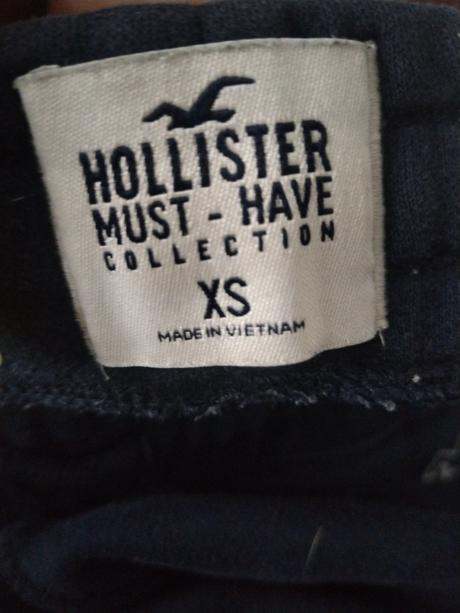 HOLLISTER
MUST - HAVE
COLLECTION
XS
MADE IN VIETNAM